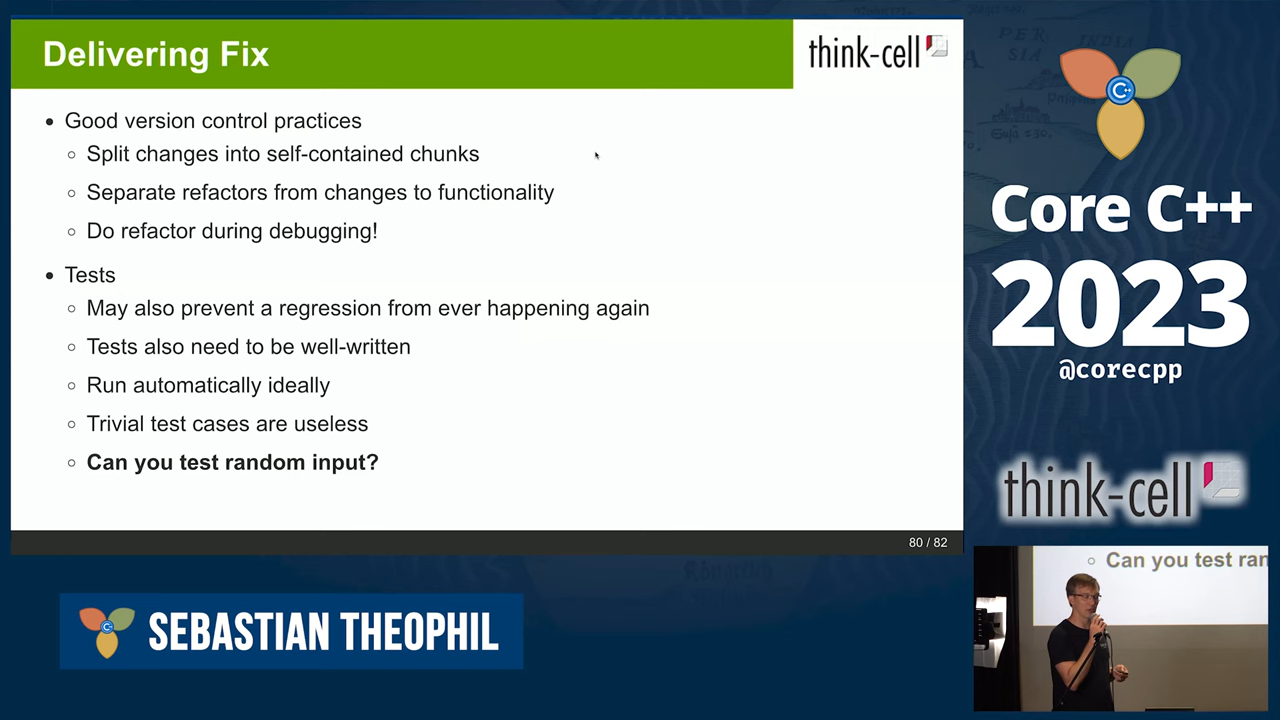 Delivering Fix
think-cell
Good version control practices
Split changes into self-contained chunks
Separate refactors from changes to functionality
Do refactor during debugging!
Tests
May also prevent a regression from ever happening again
Tests also need to be well-written
Run automatically ideally
Trivial test cases are useless
Can you test random input?
80 / 82
SEBASTIAN THEOPHIL
PERSIA
INDIA
C++
Core C++
2023
@corecpp
think-cell
Can you test ran